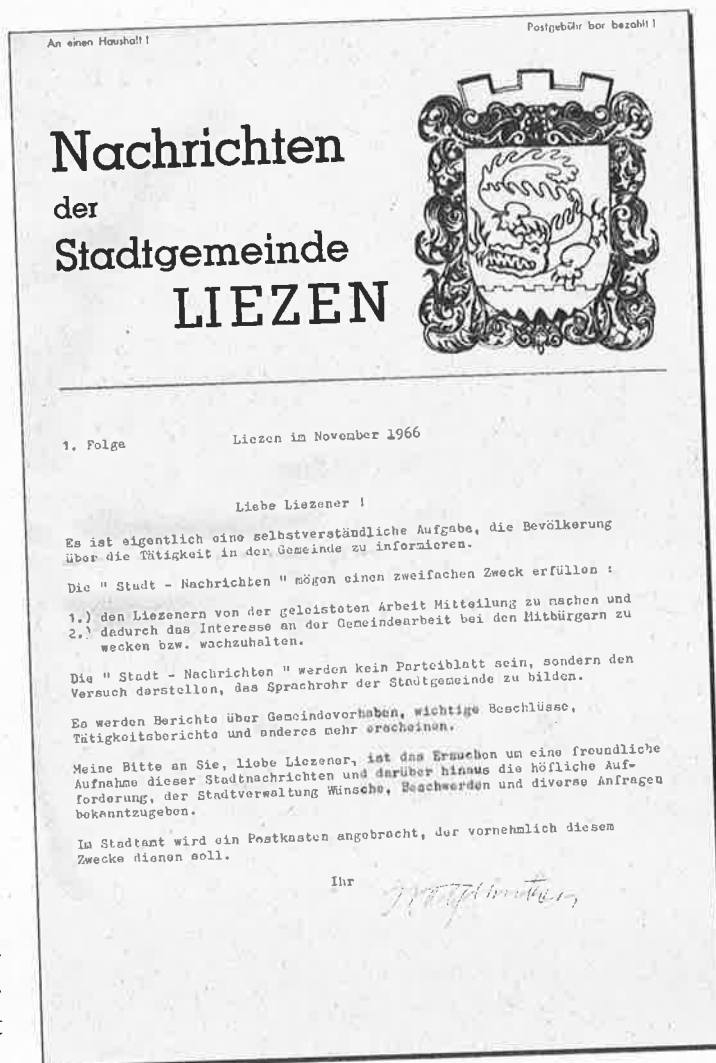 An einen Haushalt !
Postgebühr bar bezahlt !
Nachrichten
der
Stadtgemeinde
LIEZEN
1. Folge
Liezen im November 1966
Liebe Liezener !
Es ist eigentlich eine selbstverständliche Aufgabe, die Bevölkerung
über die Tätigkeit in der Gemeinde zu informieren.
Die " Stadt - Nachrichten " mögen einen zweifachen Zweck erfüllen :
1.) den Liezenern von der geleisteten Arbeit Mitteilung zu machen und
2.) dadurch das Interesse an der Gemeindearbeit bei den Mitbürgern zu
wecken bzw. wachzuhalten.
Die " Stadt - Nachrichten " werden kein Parteiblatt sein, sondern den
Versuch darstellen, das Sprachrohr der Stadtgemeinde zu bilden.
Es werden Berichte über Gemeindevorhaben, wichtige Beschlüsse,
Tätigkeitsberichte und anderes mehr erscheinen.
Meine Bitte an Sie, liebe Liezener, ist das Ersuchen um eine freundliche
Aufnahme dieser Stadtnachrichten und darüber hinaus die höfliche Auf-
forderung, der Stadtverwaltung Wünsche, Beschwerden und diverse Anfragen
bekanntzugeben.
Im Stadtamt wird ein Postkasten angebracht, der vornehmlich diesem
Zwecke dienen soll.
Ihr